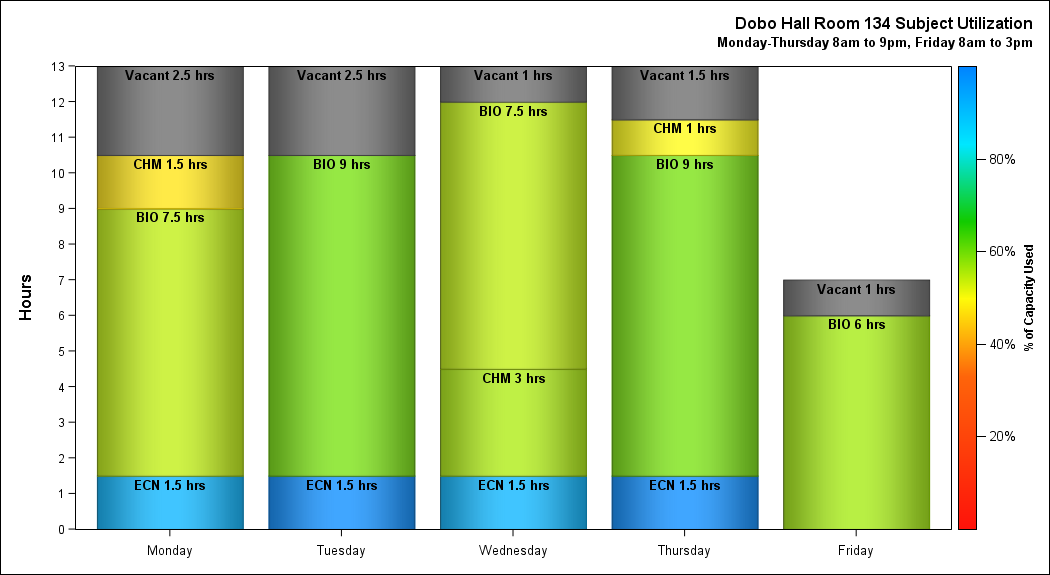 Dobo Hall Room 134 Subject Utilization
Monday-Thursday 8am to 9pm, Friday 8am to 3pm
Hours
13
12
11
10
9
8
7
6
5
4
3
2
1
0
Vacant 2.5 hrs
CHM 1.5 hrs
BIO 7.5 hrs
ECN 1.5 hrs
Vacant 2.5 hrs
BIO 9 hrs
ECN 1.5 hrs
Vacant 1 hrs
BIO 7.5 hrs
CHM 3 hrs
ECN 1.5 hrs
Vacant 1.5 hrs
CHM 1 hrs
BIO 9 hrs
ECN 1.5 hrs
Vacant 1 hrs
BIO 6 hrs
Monday
Tuesday
Wednesday
Thursday
Friday
80%
60%
40%
20%
% of Capacity Used